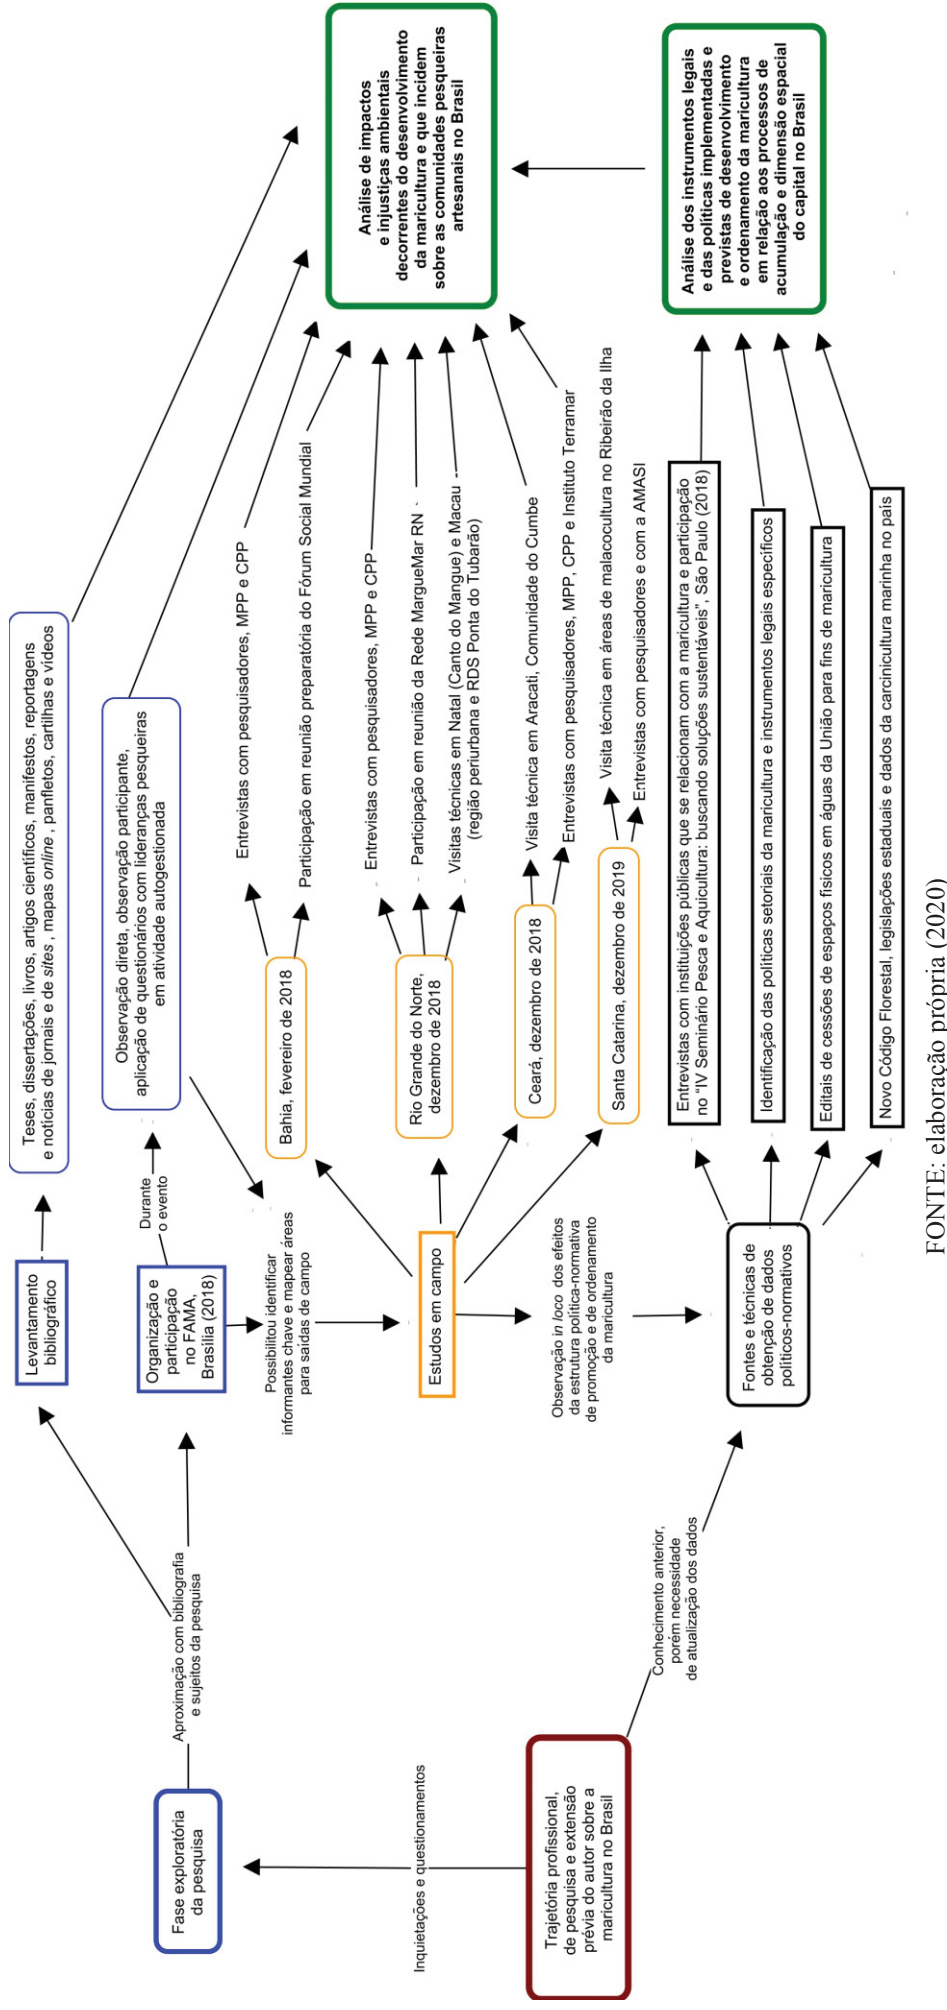 Trajetória profissional,
de pesquisa e extensão
prévia do autor sobre a
maricultura no Brasil
Inquietações e questionamentos
Fase exploratória
da pesquisa
Aproximação com bibliografia
e sujeitos da pesquisa
Conhecimento anterior,
porém necessidade
de atualização dos dados
Levantamento
bibliográfico
Organização e
participação
no FAMA,
Brasília (2018)
Durante
o evento
Possibilitou identificar
informantes chave e mapear áreas
para saídas de campo
Estudos em campo
Observação in loco dos efeitos
da estrutura política-normativa
de promoção e de ordenamento
da maricultura
Fontes e técnicas de
obtenção de dados
políticos-normativos
Teses, dissertações, livros, artigos científicos, manifestos, reportagens
e notícias de jornais e de sites , mapas online , panfletos, cartilhas e vídeos
Observação direta, observação participante,
aplicação de questionários com lideranças pesqueiras
em atividade autogestionada
Bahia, fevereiro de 2018
Entrevistas com pesquisadores, MPP e CPP
Participação em reunião preparatória do Fórum Social Mundial
Rio Grande do Norte,
dezembro de 2018
Entrevistas com pesquisadores, MPP e CPP
Participação em reunião da Rede MargueMar RN
Visitas técnicas em Natal (Canto do Mangue) e Macau
(região periurbana e RDS Ponta do Tubarão)
Ceará, dezembro de 2018
Visita técnica em Aracati, Comunidade do Cumbe
Entrevistas com pesquisadores, MPP, CPP e Instituto Terramar
Santa Catarina, dezembro de 2019
Visita técnica em áreas de malacocultura no Ribeirão da Ilha
Entrevistas com pesquisadores e com a AMASI
Entrevistas com instituições públicas que se relacionam com a maricultura e participação
no “IV Seminário Pesca e Aquicultura: buscando soluções sustentáveis”, São Paulo (2018)
Identificação das políticas setoriais da maricultura e instrumentos legais específicos
Editais de cessões de espaços físicos em águas da União para fins de maricultura
Novo Código Florestal, legislações estaduais e dados da carcinicultura marinha no país
Análise de impactos
e injustiças ambientais
decorrentes do desenvolvimento
da maricultura e que incidem
sobre as comunidades pesqueiras
artesanais no Brasil
Análise dos instrumentos legais
e das políticas implementadas e
previstas de desenvolvimento
e ordenamento da maricultura
em relação aos processos de
acumulação e dimensão espacial
do capital no Brasil
FONTE: elaboração própria (2020)